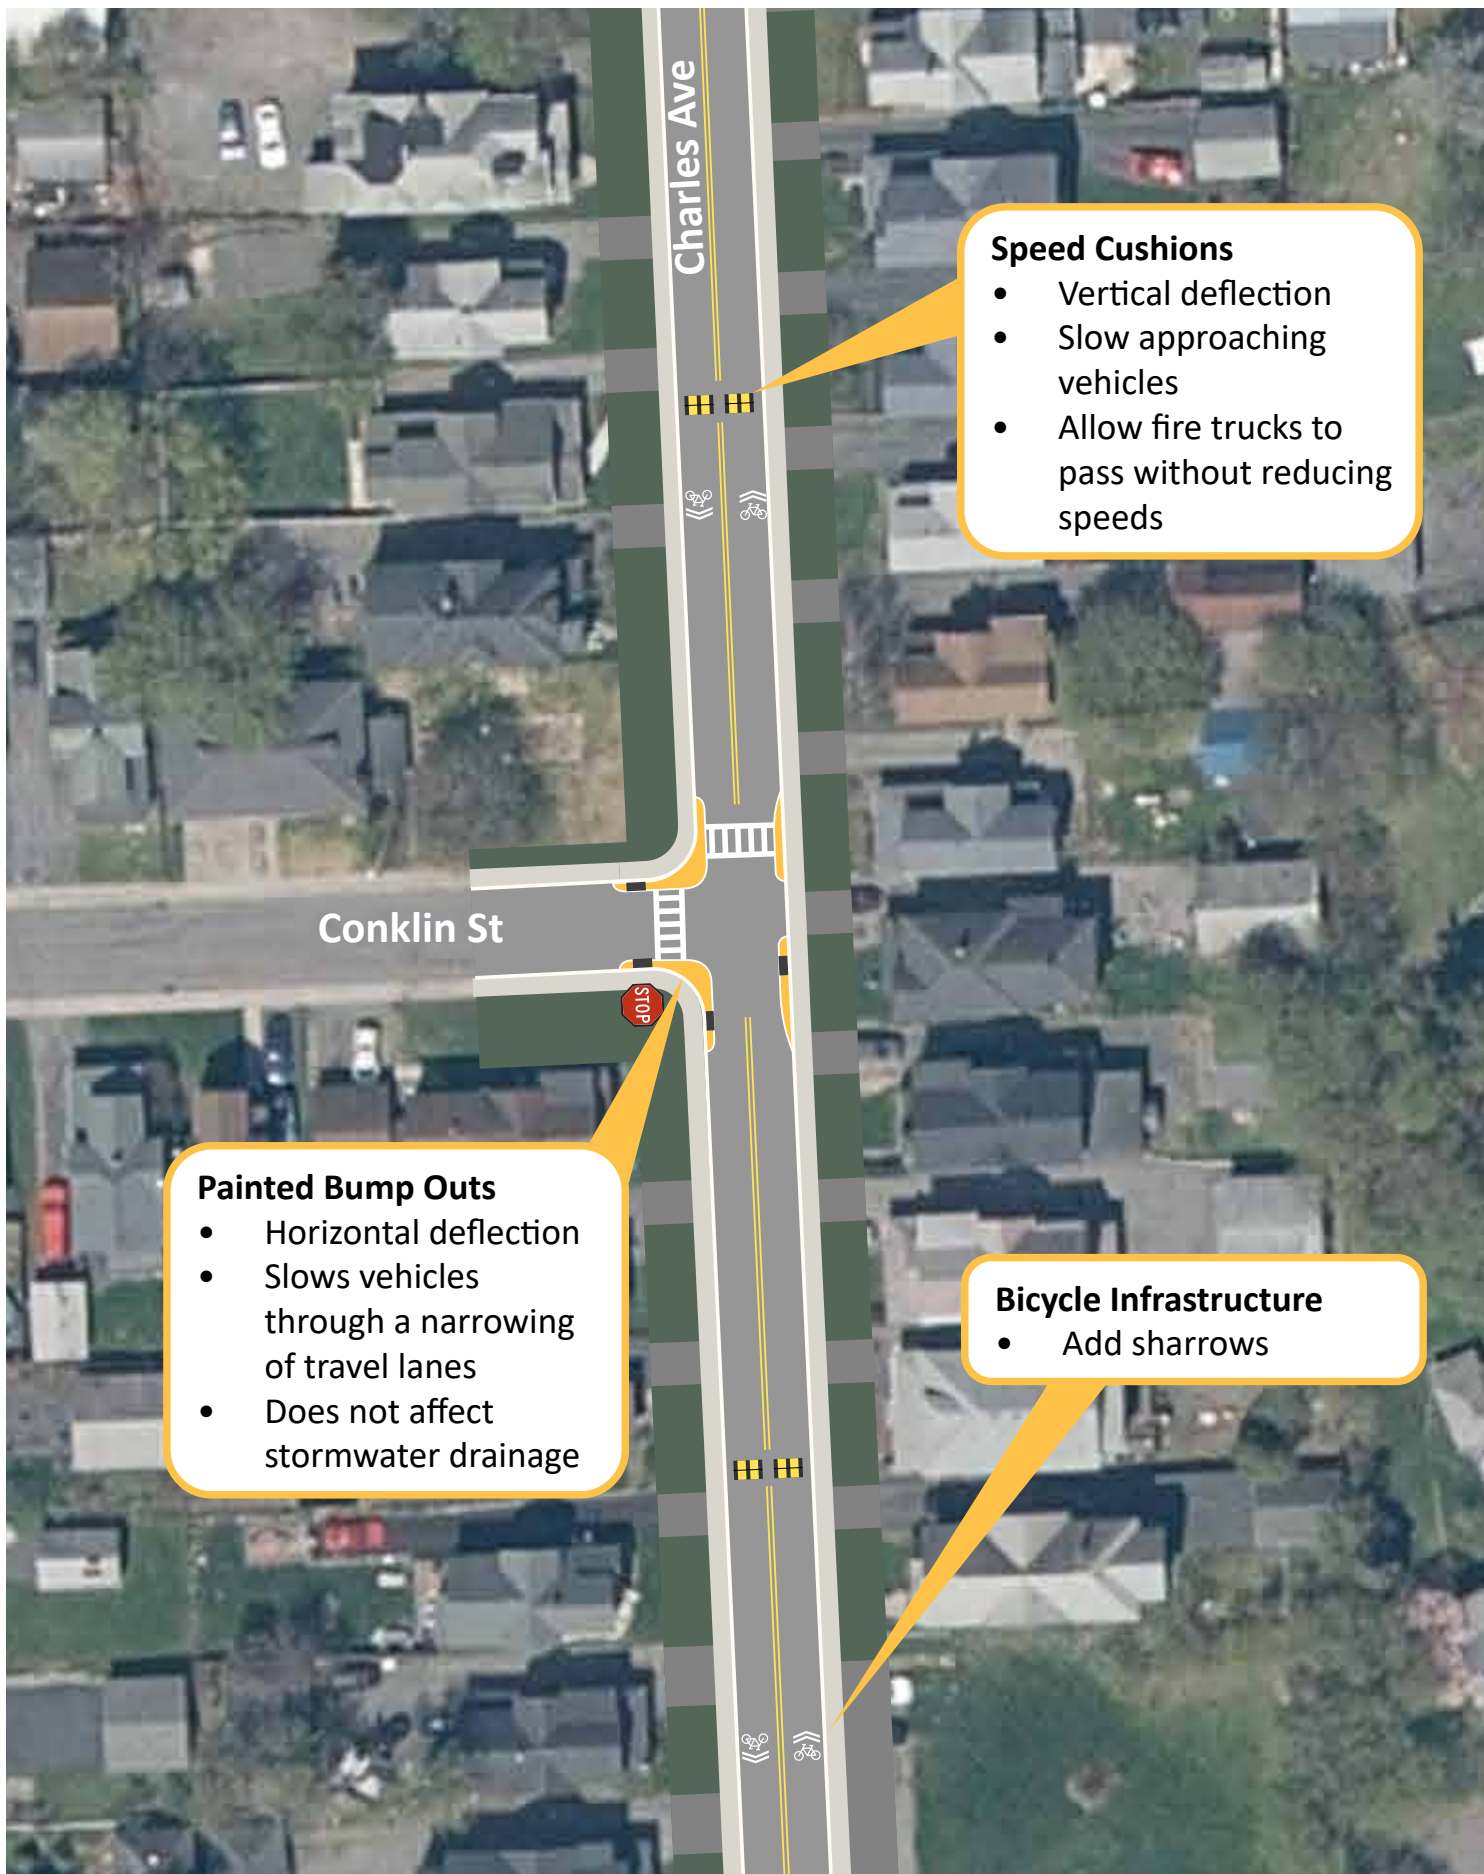 Charles Ave
Speed Cushions
• Vertical deflection
• Slow approaching
vehicles
• Allow fire trucks to
pass without reducing
speeds
Conklin St
STOP
Painted Bump Outs
• Horizontal deflection
• Slows vehicles
through a narrowing
of travel lanes
• Does not affect
stormwater drainage
Bicycle Infrastructure
• Add sharrows